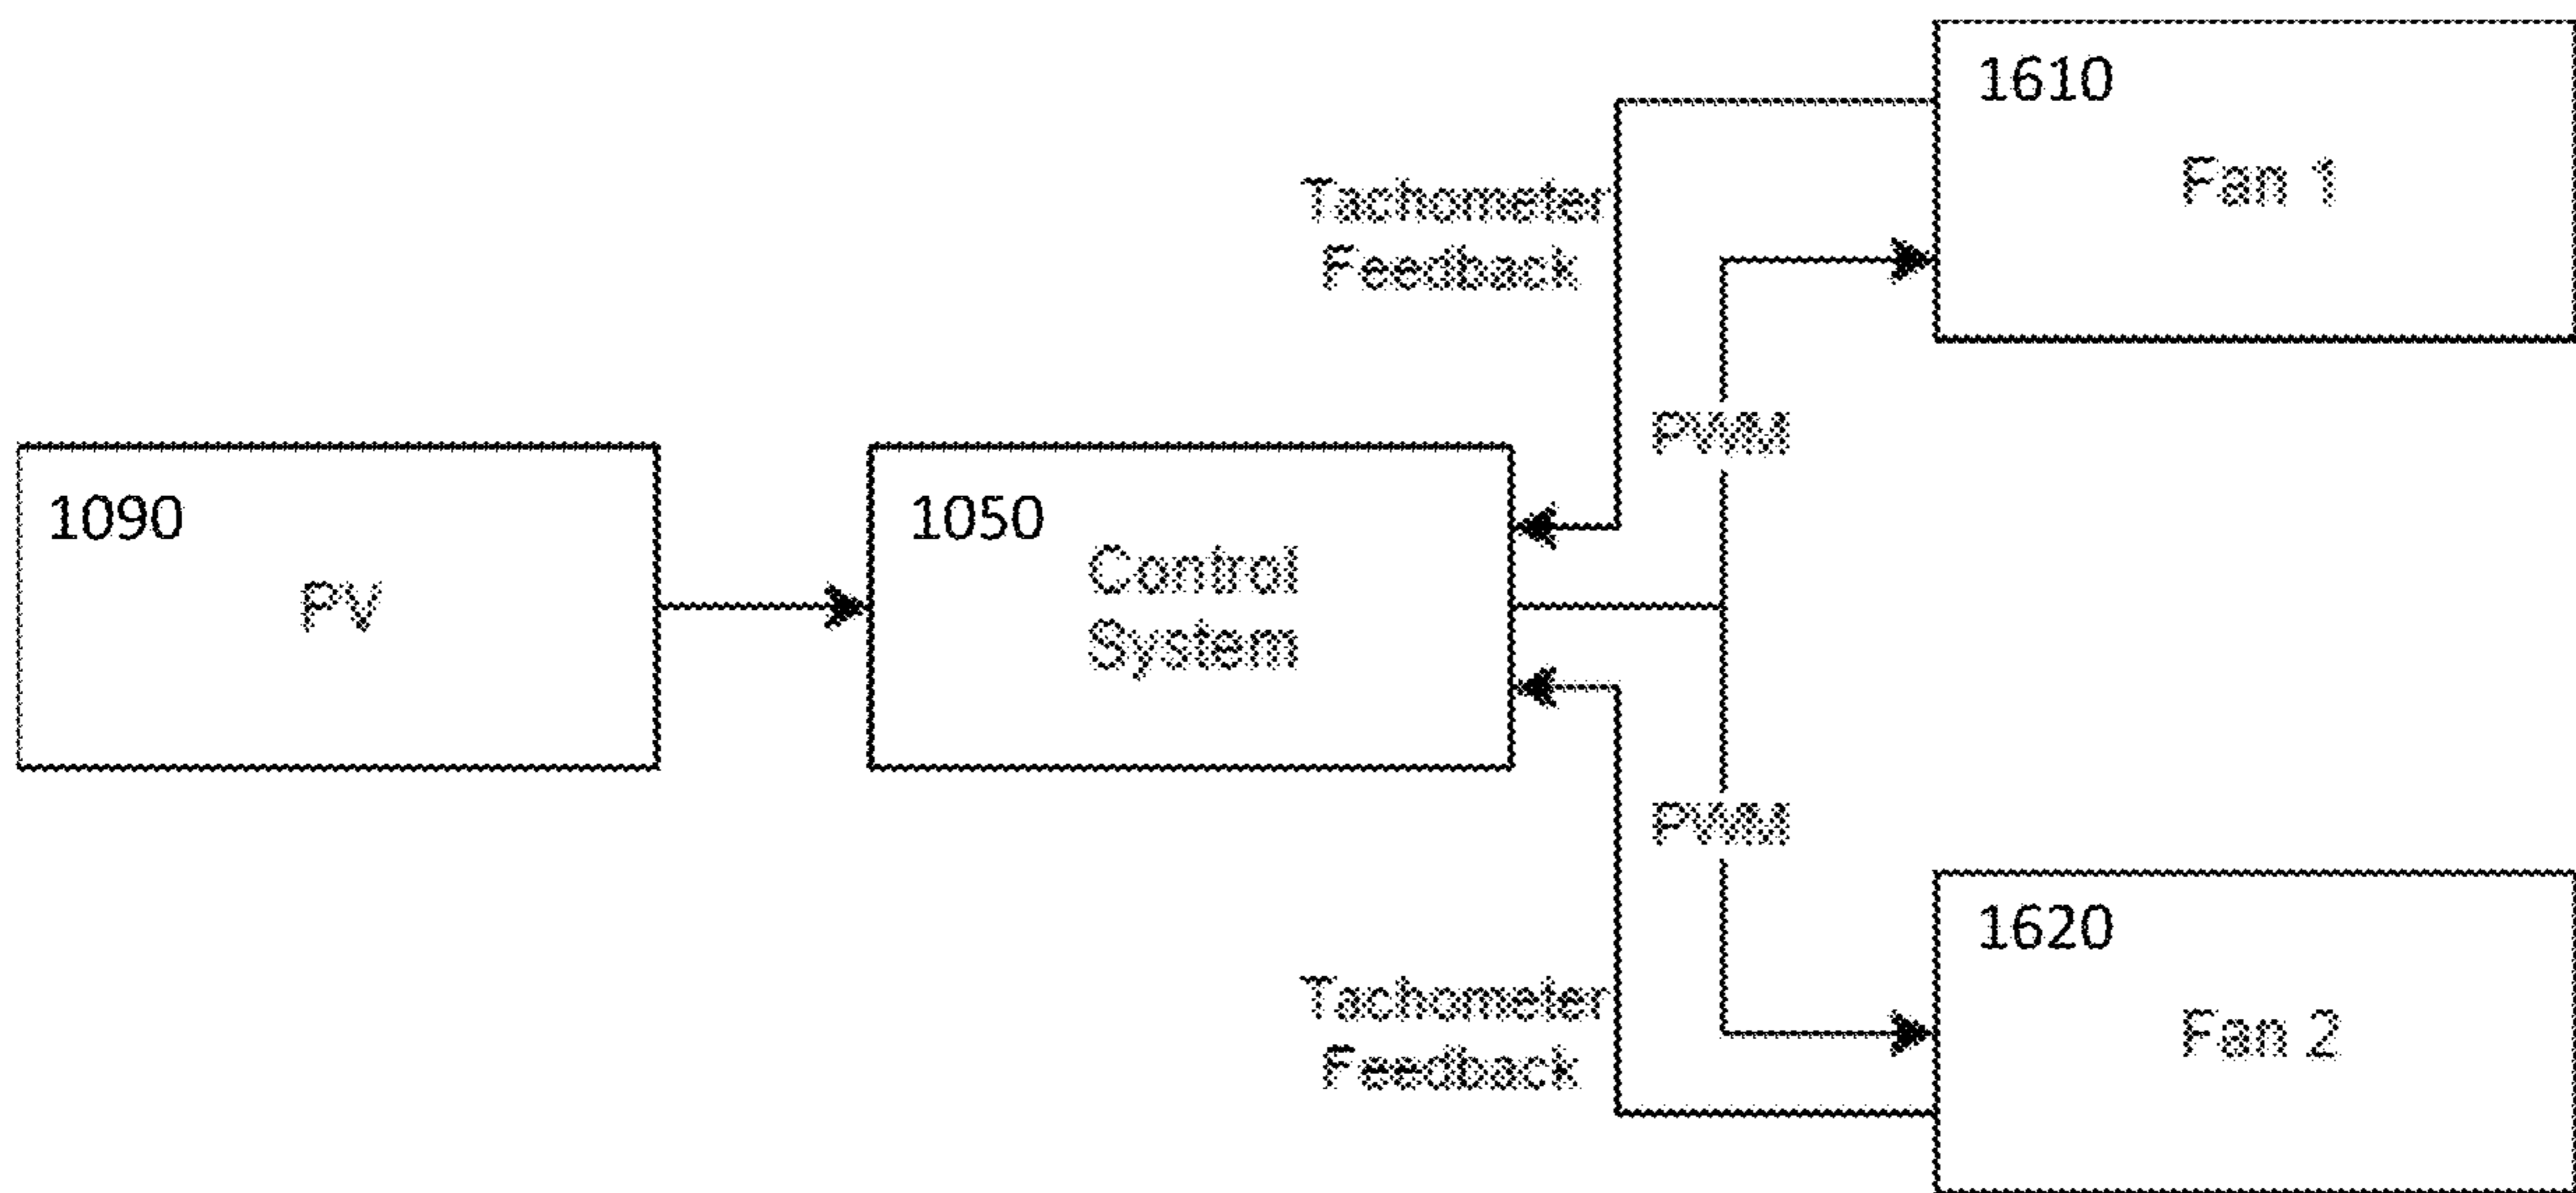 1610
Fan 1
Tachometer
Feedback
PWM
1090
PV
1050
Control
System
PWM
1620
Fan 2
Tachometer
Feedback